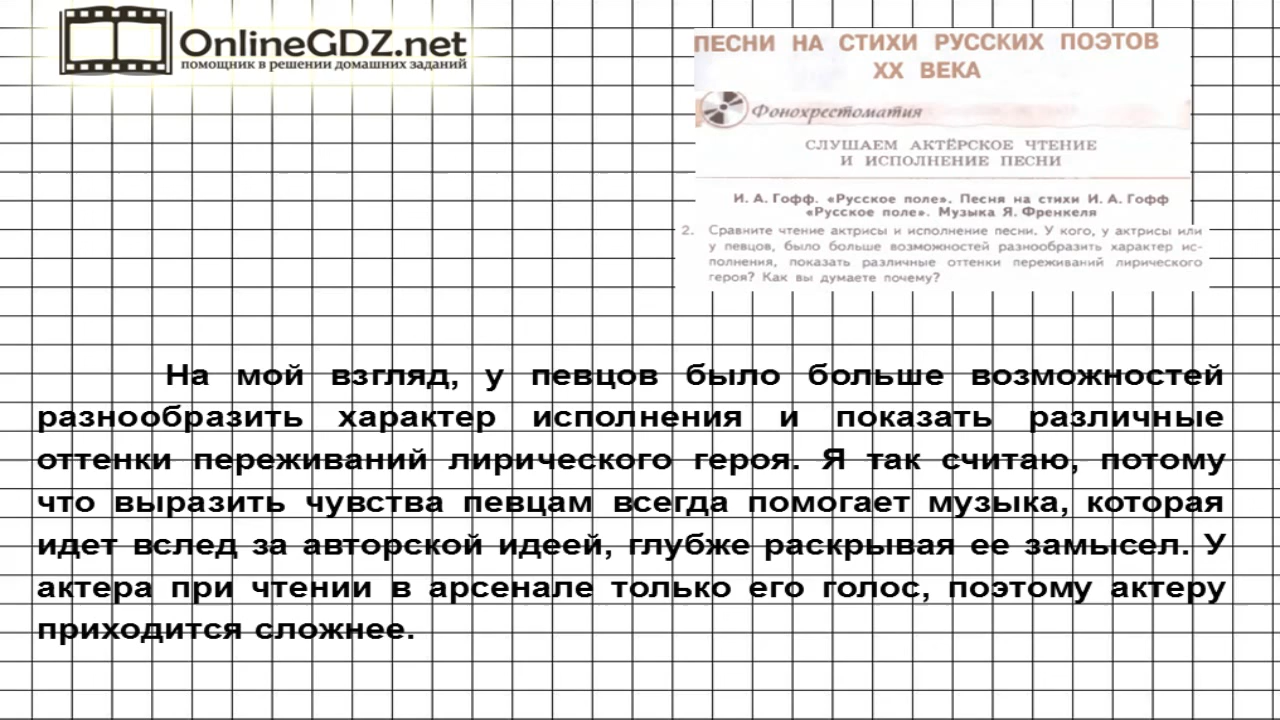 OnlineGDZ.net
помощник в решении домашних заданий
ПЕСНИ НА СТИХИ РУССКИХ ПОЭТОВ
XX ВЕКА
Фонохрестоматия
СЛУШАЕМ АКТЁРСКОЕ ЧТЕНИЕ
И ИСПОЛНЕНИЕ ПЕСНИ
И. А. Гофф. «Русское поле». Песня на стихи И. А. Гофф
«Русское поле». Музыка Я. Френкеля
2. Сравните чтение актрисы и исполнение песни. У кого, у актрисы или
у певцов, было больше возможностей разнообразить характер ис-
полнения, показать различные оттенки переживаний лирического
героя? Как вы думаете почему?
На мой взгляд, у певцов было больше возможностей
разнообразить характер исполнения и показать различные
оттенки переживаний лирического героя. Я так считаю, потому
что выразить чувства певцам всегда помогает музыка, которая
идет вслед за авторской идеей, глубже раскрывая ее замысел. У
актера при чтении в арсенале только его голос, поэтому актеру
приходится сложнее.